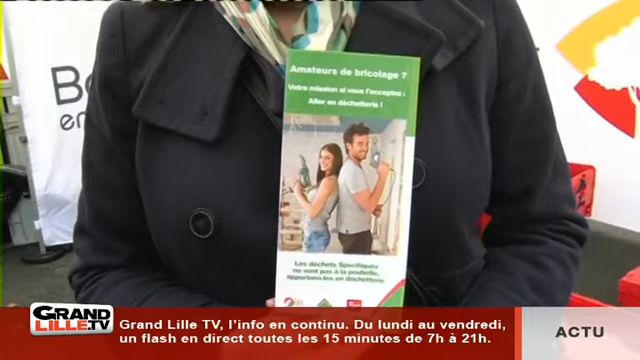 Amateurs de bricolage ?
Votre mission si vous l'acceptez :
Aller en déchetterie !
Les déchets Spécifiques
ne vont pas à la poubelle,
apportons-les en déchetterie
Bo
en
GRAND
LILLE.TV
Grand Lille TV, l'info en continu. Du lundi au vendredi,
un flash en direct toutes les 15 minutes de 7h à 21h.
ACTU